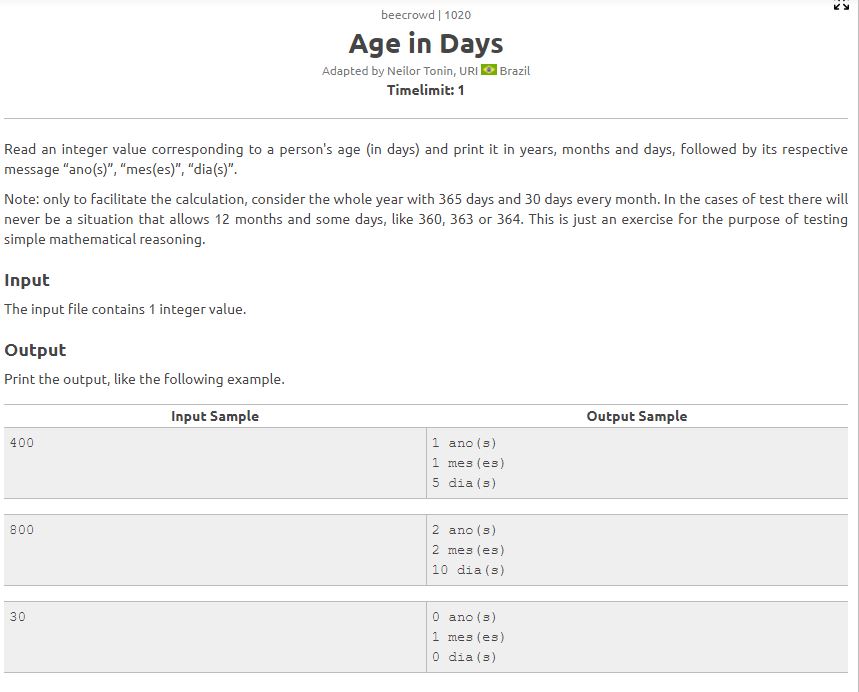 beecrowd | 1020
Age in Days
Adapted by Neilor Tonin, URI Brazil
Timelimit: 1
Read an integer value corresponding to a person's age (in days) and print it in years, months and days, followed by its respective
message “ano(s)”, “mes(es)”, “dia(s)”.
Note: only to facilitate the calculation, consider the whole year with 365 days and 30 days every month. In the cases of test there will
never be a situation that allows 12 months and some days, like 360, 363 or 364. This is just an exercise for the purpose of testing
simple mathematical reasoning.
Input
The input file contains 1 integer value.
Output
Print the output, like the following example.
Input Sample Output Sample
400
1 ano(s)
1 mes(es)
5 dia(s)
800
2 ano(s)
2 mes(es)
10 dia(s)
30
0 ano(s)
1 mes(es)
0 dia(s)